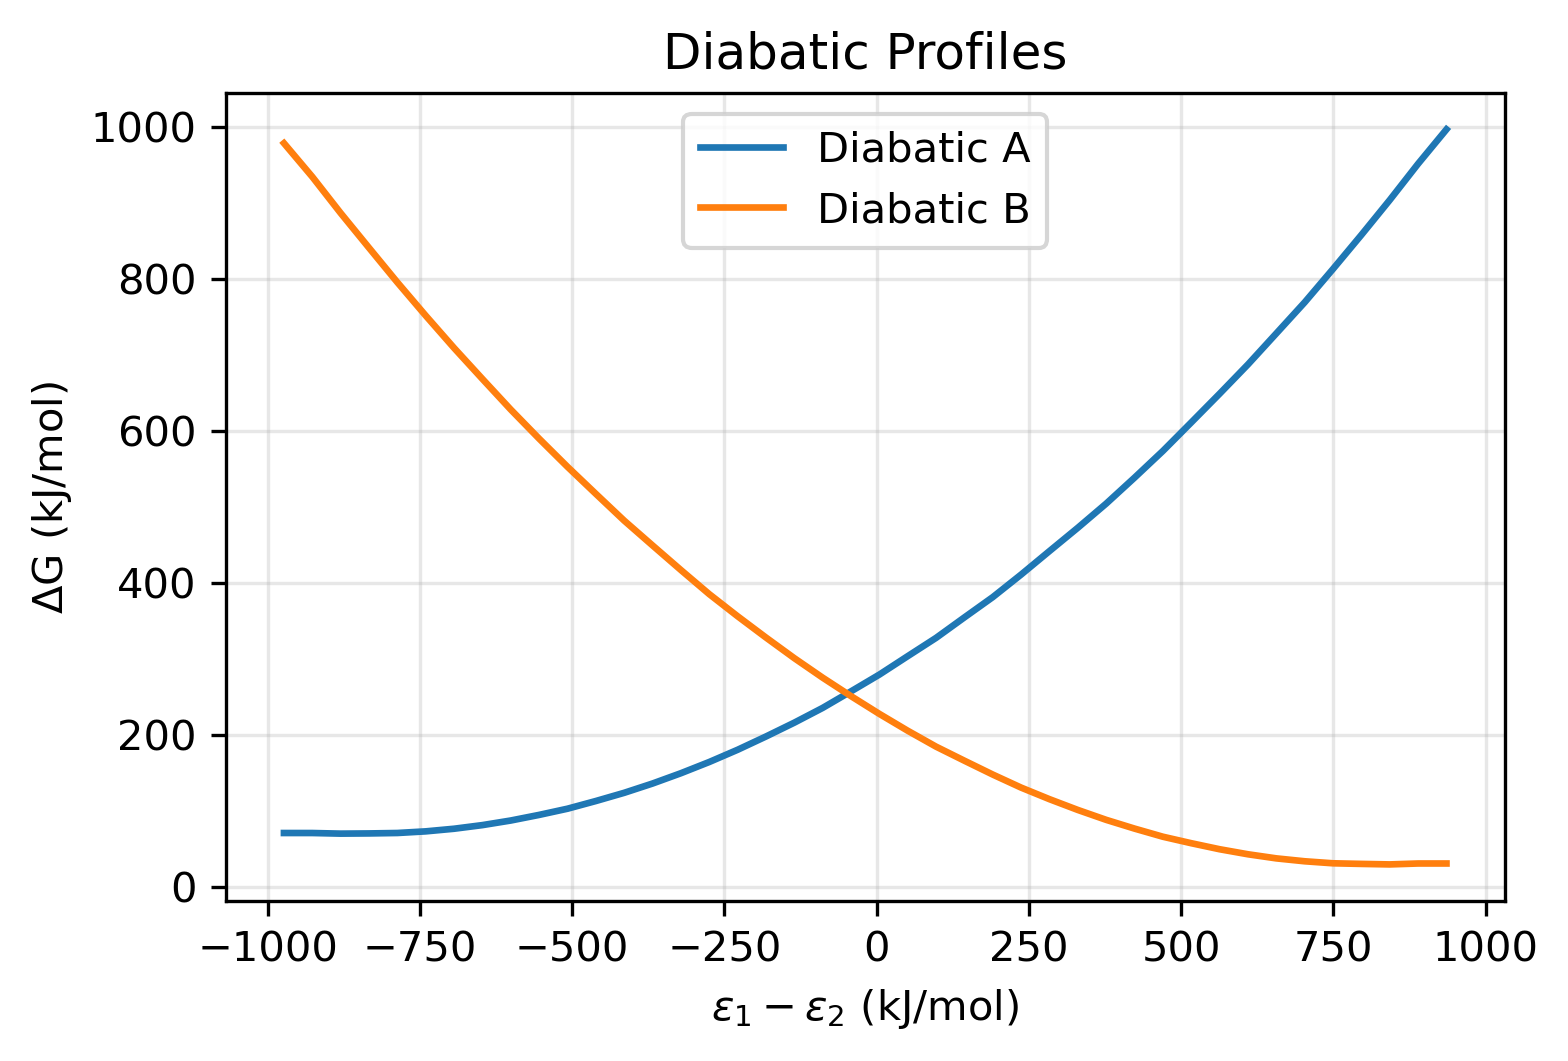 Diabatic Profiles
Diabatic A
Diabatic B
1000
800
600
400
200
0
ΔG (kJ/mol)
−1000 −750 −500 −250 0 250 500 750 1000
ε₁ − ε₂ (kJ/mol)